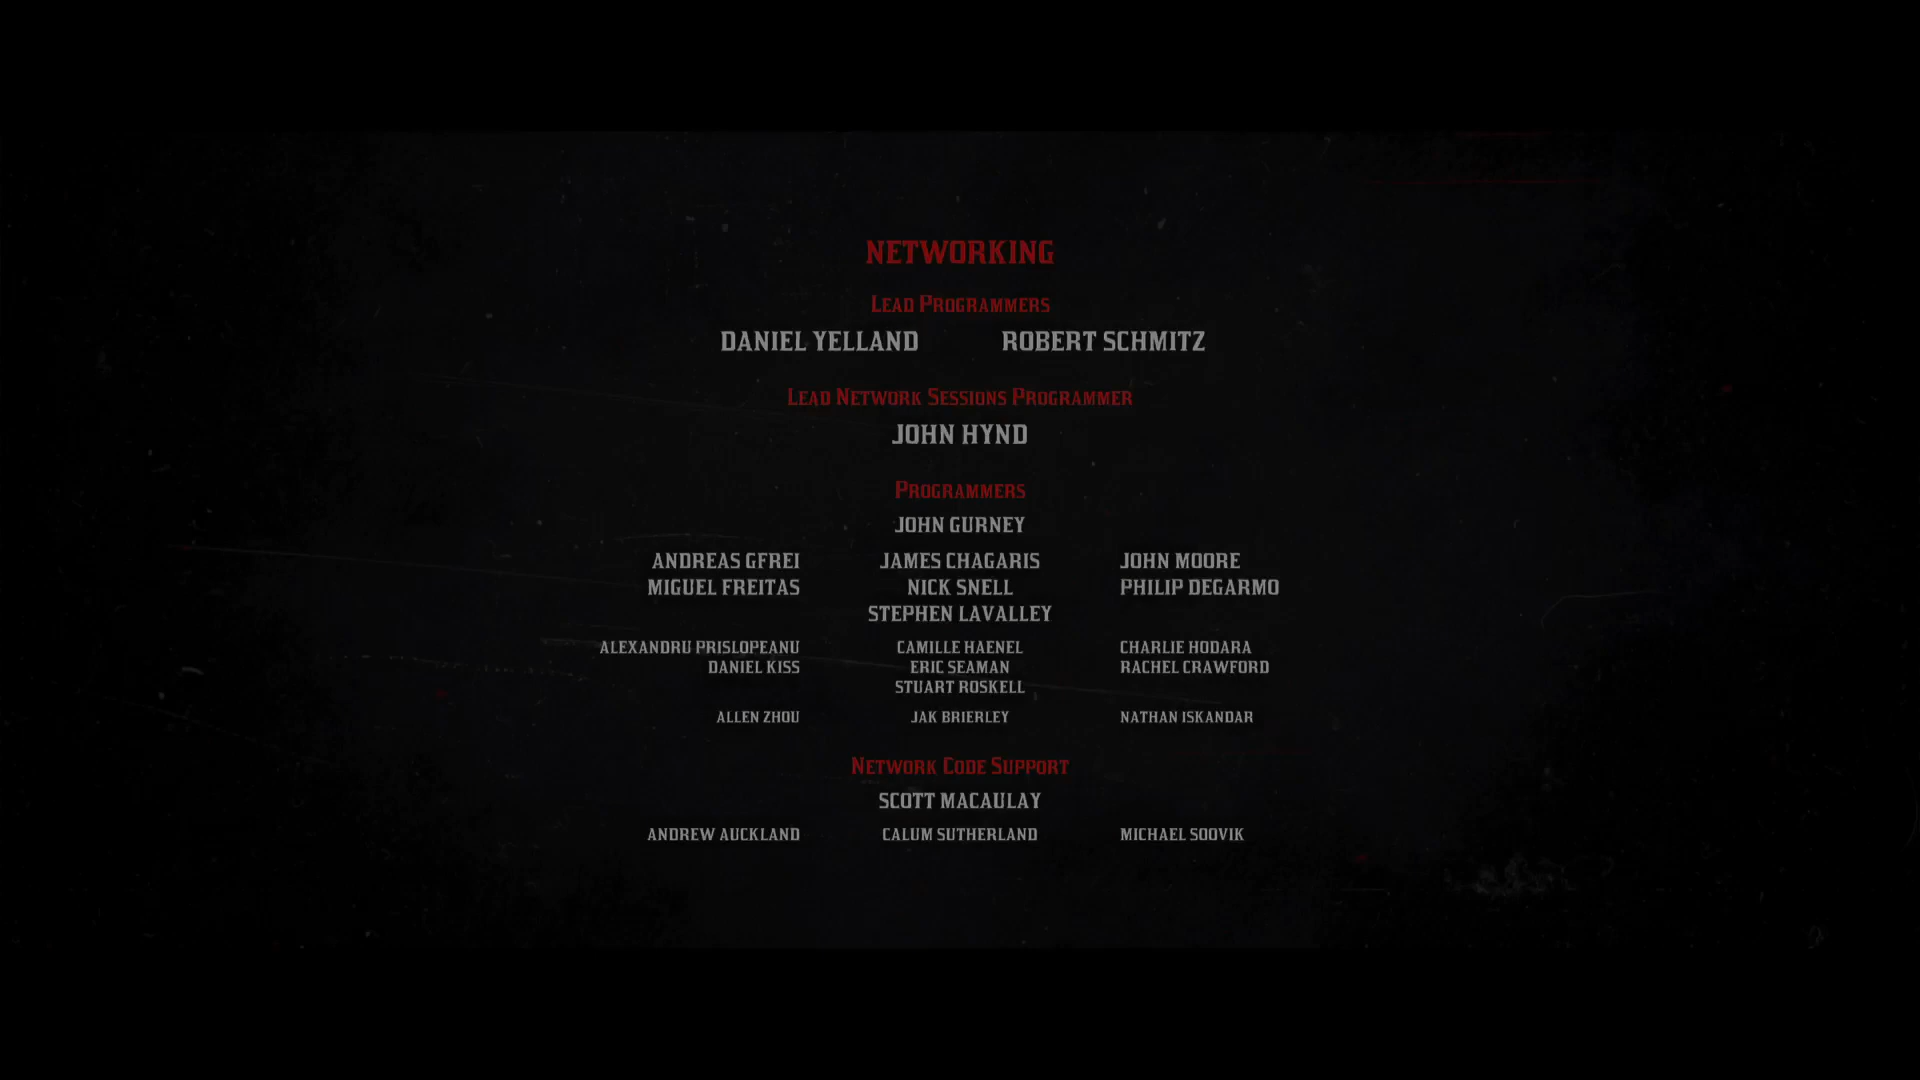 NETWORKING
LEAD PROGRAMMERS
DANIEL YELLAND ROBERT SCHMITZ
LEAD NETWORK SESSIONS PROGRAMMER
JOHN HYND
PROGRAMMERS
JOHN GURNEY
ANDREAS GFREI JAMES CHAGARIS JOHN MOORE
MIGUEL FREITAS NICK SNELL PHILIP DEGARMO
STEPHEN LAVALLEY
ALEXANDRU PRISLOPEANU CAMILLE HAENEL CHARLIE HODARA
DANIEL KISS ERIC SEAMAN RACHEL CRAWFORD
STUART ROSKELL
ALLEN ZHOU JAK BRIERLEY NATHAN ISKANDAR
NETWORK CODE SUPPORT
SCOTT MACAULAY
ANDREW AUCKLAND CALUM SUTHERLAND MICHAEL SOOVIK